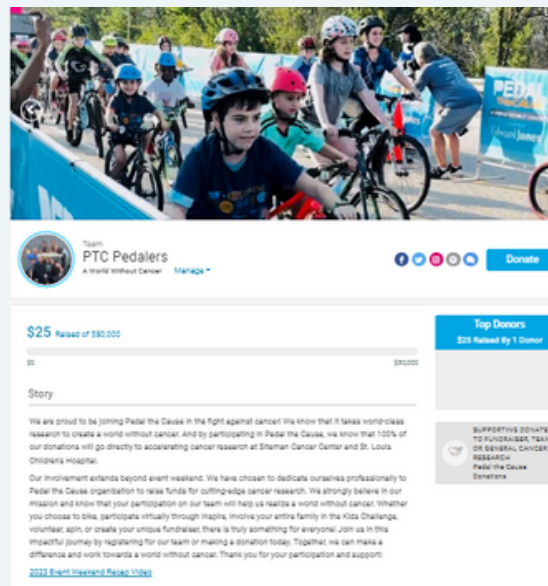 PEDAL
THE CAUSE
Edward Jones
Team
PTC Pedalers
A World Without Cancer Manage
Donate
$25 Raised of $50,000
$0 $50,000
Top Donors
$25 Raised By 1 Donor
Story
We are proud to be joining Pedal the Cause in the fight against cancer! We know that it takes world-class
research to create a world without cancer. And by participating in Pedal the Cause, we know that 100% of
our donations will go directly to accelerating cancer research at Siteman Cancer Center and St. Louis
Children's Hospital.
Our involvement extends beyond event weekend. We have chosen to dedicate ourselves professionally to
Pedal the Cause organization to raise funds for cutting-edge cancer research. We strongly believe in our
mission and know that your participation on our team will help us realize a world without cancer. Whether
you choose to bike, participate virtually through Inspire, involve your entire family in the Kids Challenge,
volunteer, spin, or create your unique fundraiser, there is truly something for everyone! Join us in this
impactful journey by registering for our team or making a donation today. Together, we can make a
difference and work towards a world without cancer. Thank you for your participation and support!
2023 Event Weekend Recap Video
SUPPORTING DONATE
TO FUNDRAISER, TEAM
OR GENERAL CANCER
RESEARCH
Pedal the Cause
Donations